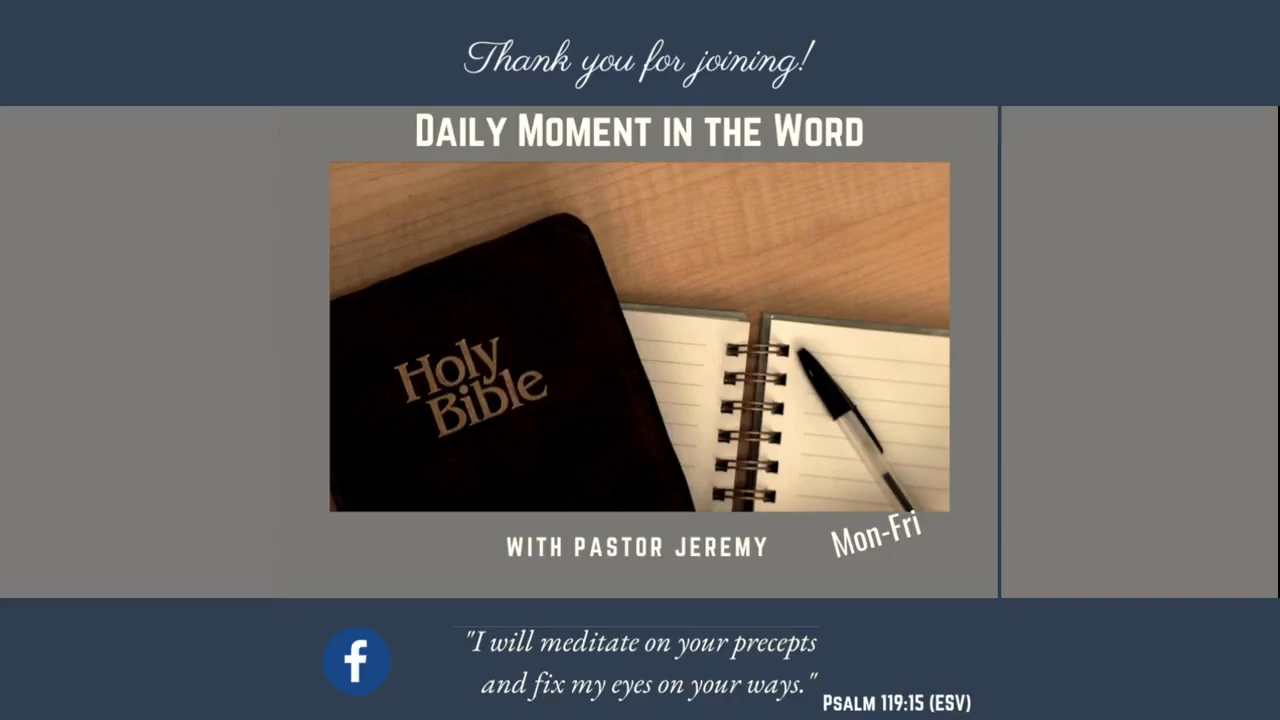 Thank you for joining!
Daily Moment in the Word
Holy
Bible
WITH PASTOR JEREMY
Mon-Fri
f
"I will meditate on your precepts
and fix my eyes on your ways."
Psalm 119:15 (ESV)